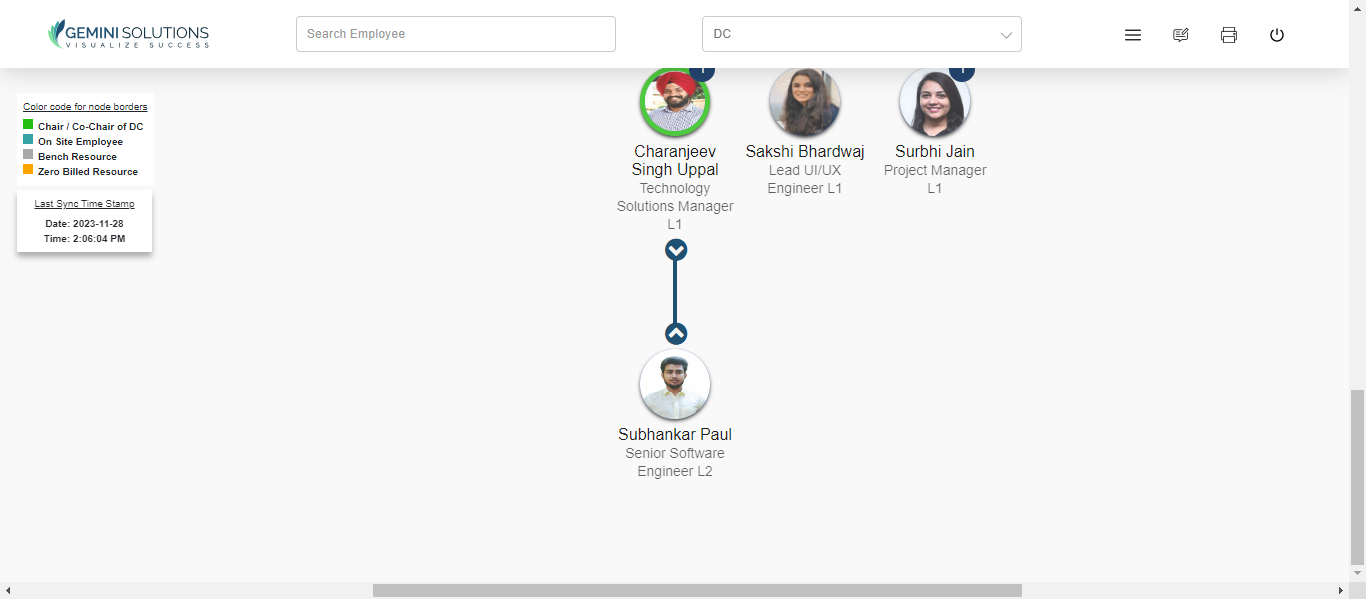 GEMINI SOLUTIONS
VISUALIZE SUCCESS
Search Employee
DC
Color code for node borders
Chair / Co-Chair of DC
On Site Employee
Bench Resource
Zero Billed Resource
Last Sync Time Stamp
Date: 2023-11-28
Time: 2:06:04 PM
Charanjeev
Singh Uppal
Technology
Solutions Manager
L1
Sakshi Bhardwaj
Lead UI/UX
Engineer L1
Surbhi Jain
Project Manager
L1
Subhankar Paul
Senior Software
Engineer L2